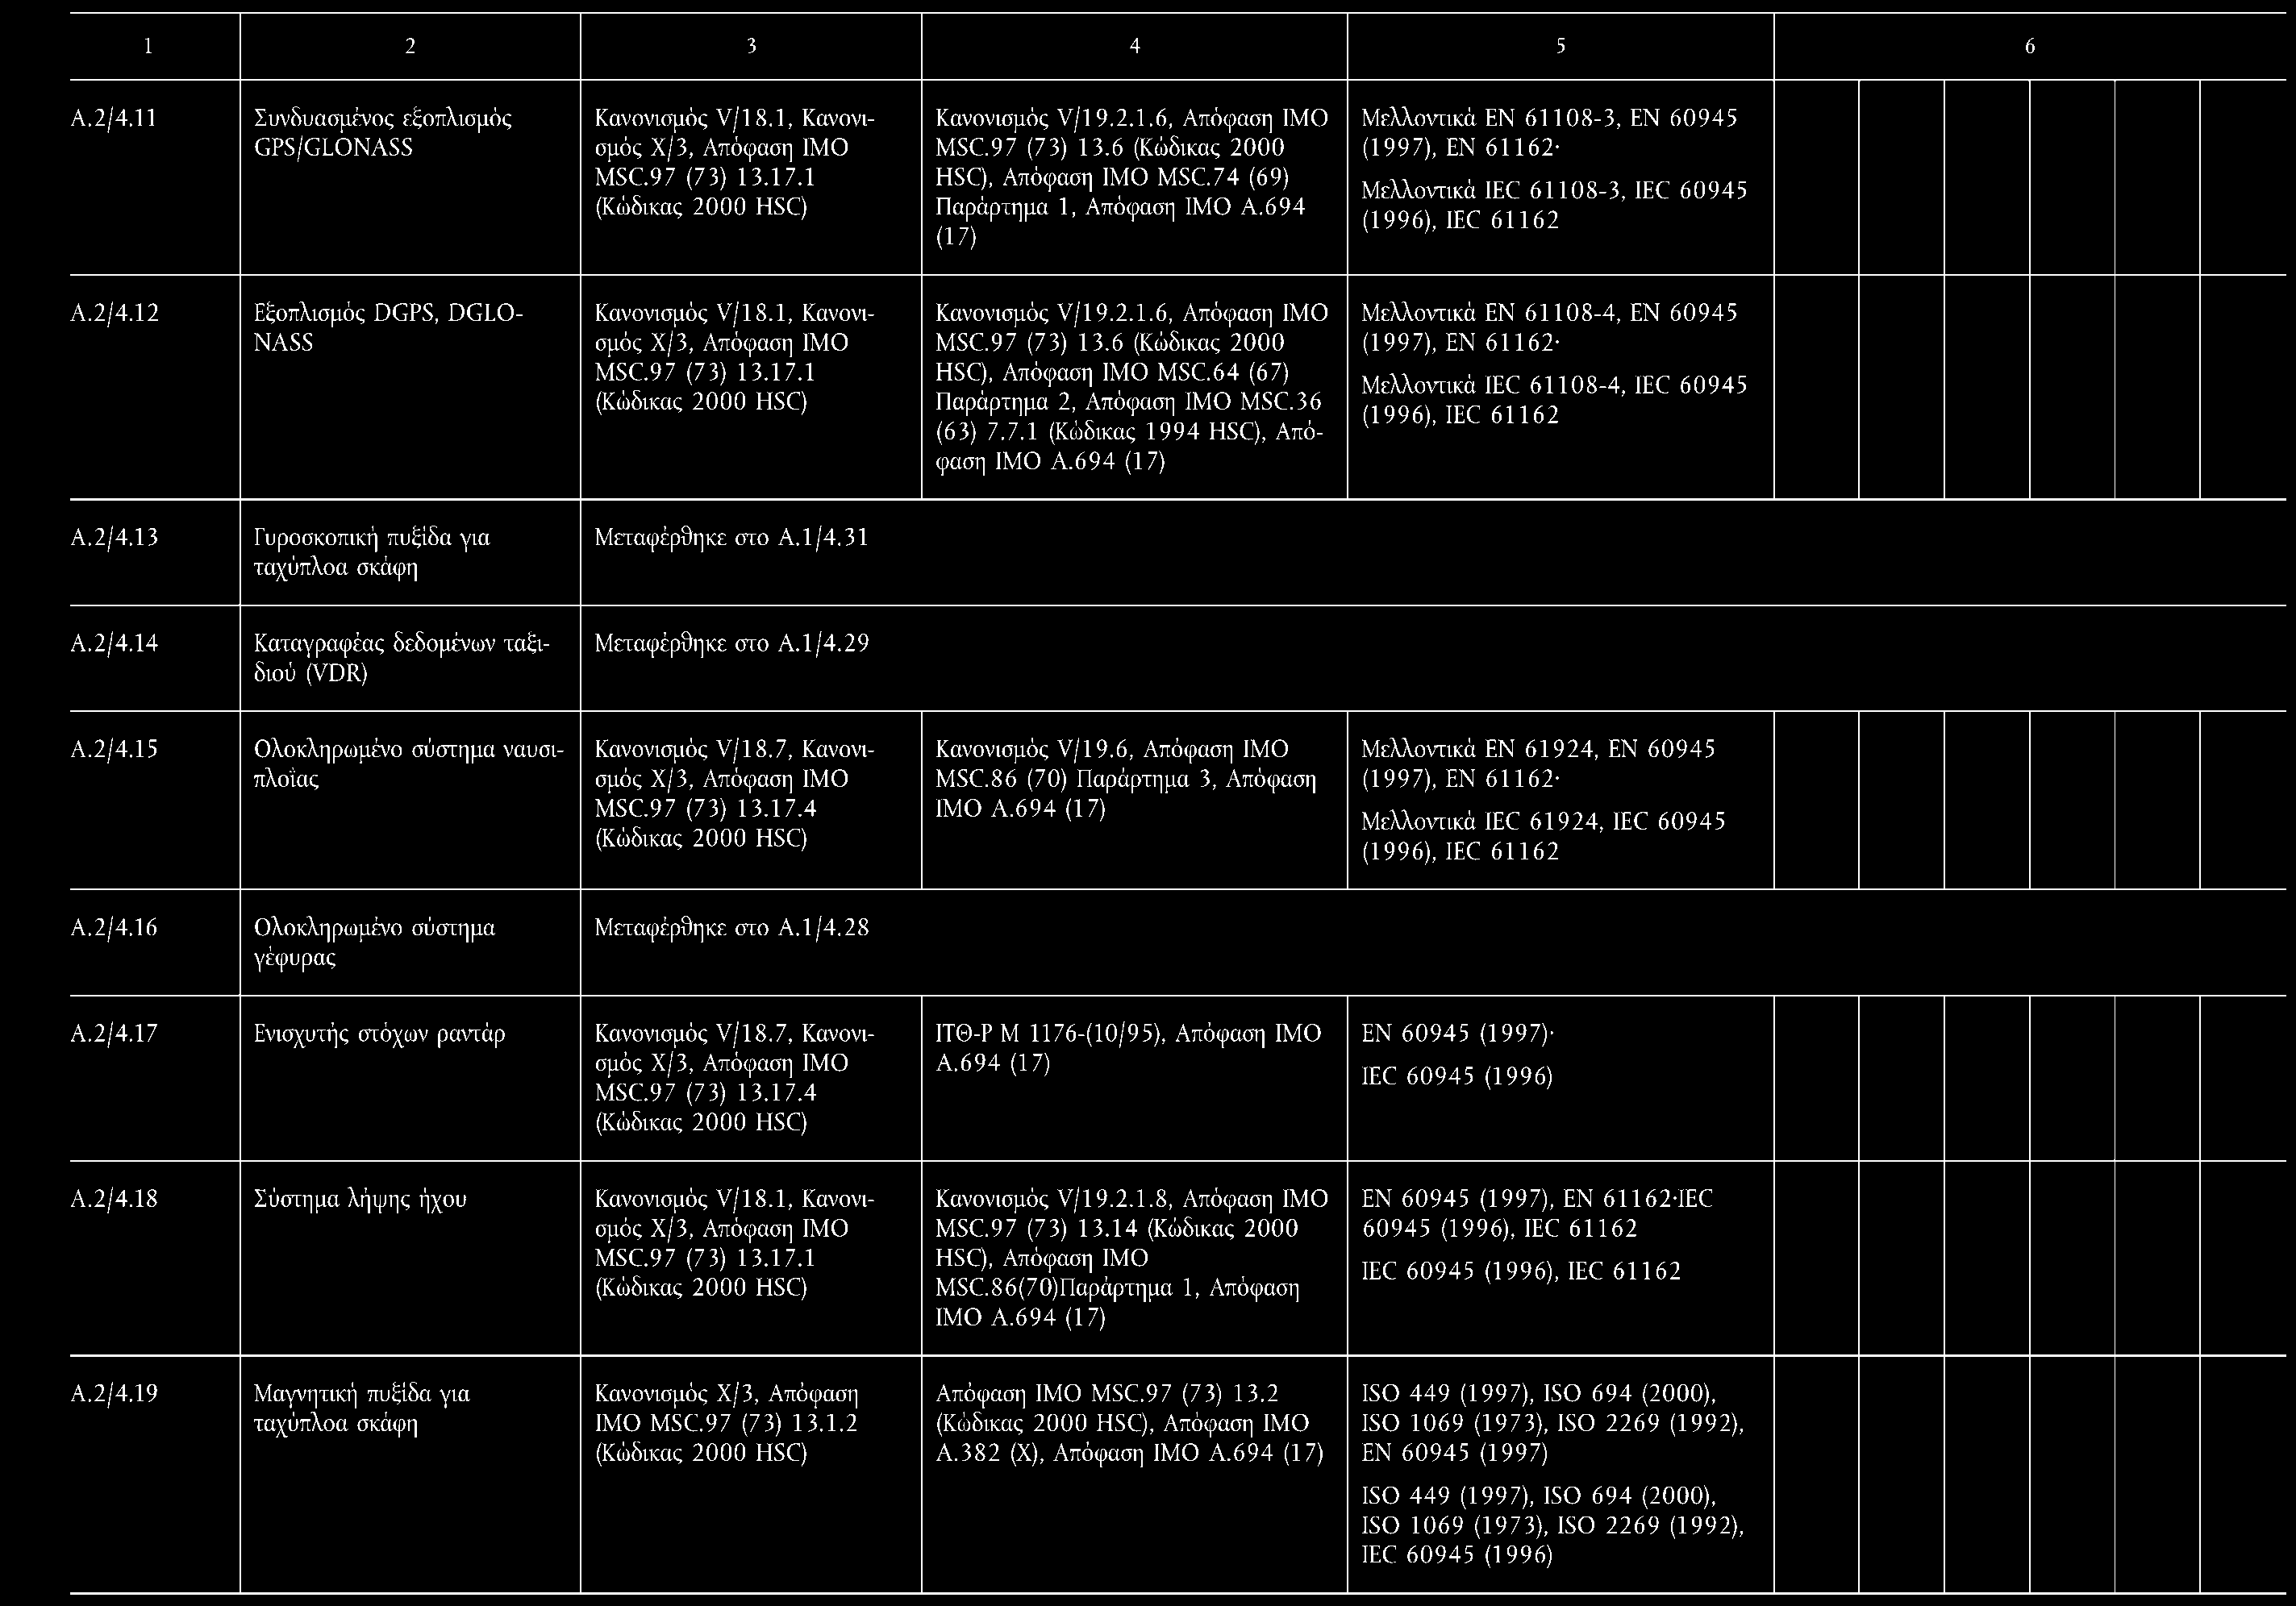 1 2 3 4 5 6
Α.2/4.11
Συνδυασμένος εξοπλισμός
GPS/GLONASS
Κανονισμός V/18.1, Κανονι-
σμός X/3, Απόφαση IMO
MSC.97 (73) 13.17.1
(Κώδικας 2000 HSC)
Κανονισμός V/19.2.1.6, Απόφαση IMO
MSC.97 (73) 13.6 (Κώδικας 2000
HSC), Απόφαση IMO MSC.74 (69)
Παράρτημα 1, Απόφαση IMO A.694
(17)
Μελλοντικά EN 61108-3, EN 60945
(1997), EN 61162·
Μελλοντικά IEC 61108-3, IEC 60945
(1996), IEC 61162
Α.2/4.12
Εξοπλισμός DGPS, DGLO-
NASS
Κανονισμός V/18.1, Κανονι-
σμός X/3, Απόφαση IMO
MSC.97 (73) 13.17.1
(Κώδικας 2000 HSC)
Κανονισμός V/19.2.1.6, Απόφαση IMO
MSC.97 (73) 13.6 (Κώδικας 2000
HSC), Απόφαση IMO MSC.64 (67)
Παράρτημα 2, Απόφαση IMO MSC.36
(63) 7.7.1 (Κώδικας 1994 HSC), Από-
φαση IMO A.694 (17)
Μελλοντικά EN 61108-4, EN 60945
(1997), EN 61162·
Μελλοντικά IEC 61108-4, IEC 60945
(1996), IEC 61162
Α.2/4.13
Γυροσκοπική πυξίδα για
ταχύπλοα σκάφη
Μεταφέρθηκε στο Α.1/4.31
Α.2/4.14
Καταγραφέας δεδομένων ταξι-
διού (VDR)
Μεταφέρθηκε στο Α.1/4.29
Α.2/4.15
Ολοκληρωμένο σύστημα ναυσι-
πλοΐας
Κανονισμός V/18.7, Κανονι-
σμός X/3, Απόφαση IMO
MSC.97 (73) 13.17.4
(Κώδικας 2000 HSC)
Κανονισμός V/19.6, Απόφαση IMO
MSC.86 (70) Παράρτημα 3, Απόφαση
IMO A.694 (17)
Μελλοντικά EN 61924, EN 60945
(1997), EN 61162·
Μελλοντικά IEC 61924, IEC 60945
(1996), IEC 61162
Α.2/4.16
Ολοκληρωμένο σύστημα
γέφυρας
Μεταφέρθηκε στο Α.1/4.28
Α.2/4.17
Ενισχυτής στόχων ραντάρ
Κανονισμός V/18.7, Κανονι-
σμός X/3, Απόφαση IMO
MSC.97 (73) 13.17.4
(Κώδικας 2000 HSC)
ΙΤΘ-Ρ Μ 1176-(10/95), Απόφαση IMO
A.694 (17)
EN 60945 (1997)·
IEC 60945 (1996)
Α.2/4.18
Σύστημα λήψης ήχου
Κανονισμός V/18.1, Κανονι-
σμός X/3, Απόφαση IMO
MSC.97 (73) 13.17.1
(Κώδικας 2000 HSC)
Κανονισμός V/19.2.1.8, Απόφαση IMO
MSC.97 (73) 13.14 (Κώδικας 2000
HSC), Απόφαση IMO
MSC.86(70)Παράρτημα 1, Απόφαση
IMO A.694 (17)
EN 60945 (1997), EN 61162·IEC
60945 (1996), IEC 61162
IEC 60945 (1996), IEC 61162
Α.2/4.19
Μαγνητική πυξίδα για
ταχύπλοα σκάφη
Κανονισμός X/3, Απόφαση
IMO MSC.97 (73) 13.1.2
(Κώδικας 2000 HSC)
Απόφαση IMO MSC.97 (73) 13.2
(Κώδικας 2000 HSC), Απόφαση IMO
A.382 (X), Απόφαση IMO A.694 (17)
ISO 449 (1997), ISO 694 (2000),
ISO 1069 (1973), ISO 2269 (1992),
EN 60945 (1997)
ISO 449 (1997), ISO 694 (2000),
ISO 1069 (1973), ISO 2269 (1992),
IEC 60945 (1996)